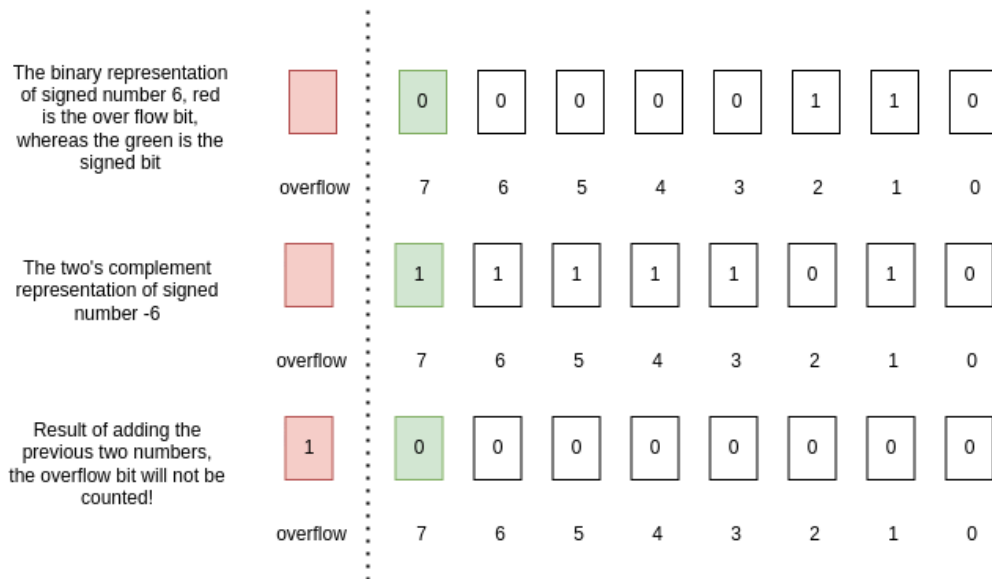 The binary representation
of signed number 6, red
is the over flow bit,
whereas the green is the
signed bit
0 0 0 0 0 1 1 0
overflow 7 6 5 4 3 2 1 0
The two's complement
representation of signed
number -6
1 1 1 1 1 0 1 0
overflow 7 6 5 4 3 2 1 0
Result of adding the
previous two numbers,
the overflow bit will not be
counted!
1 0 0 0 0 0 0 0 0
overflow 7 6 5 4 3 2 1 0